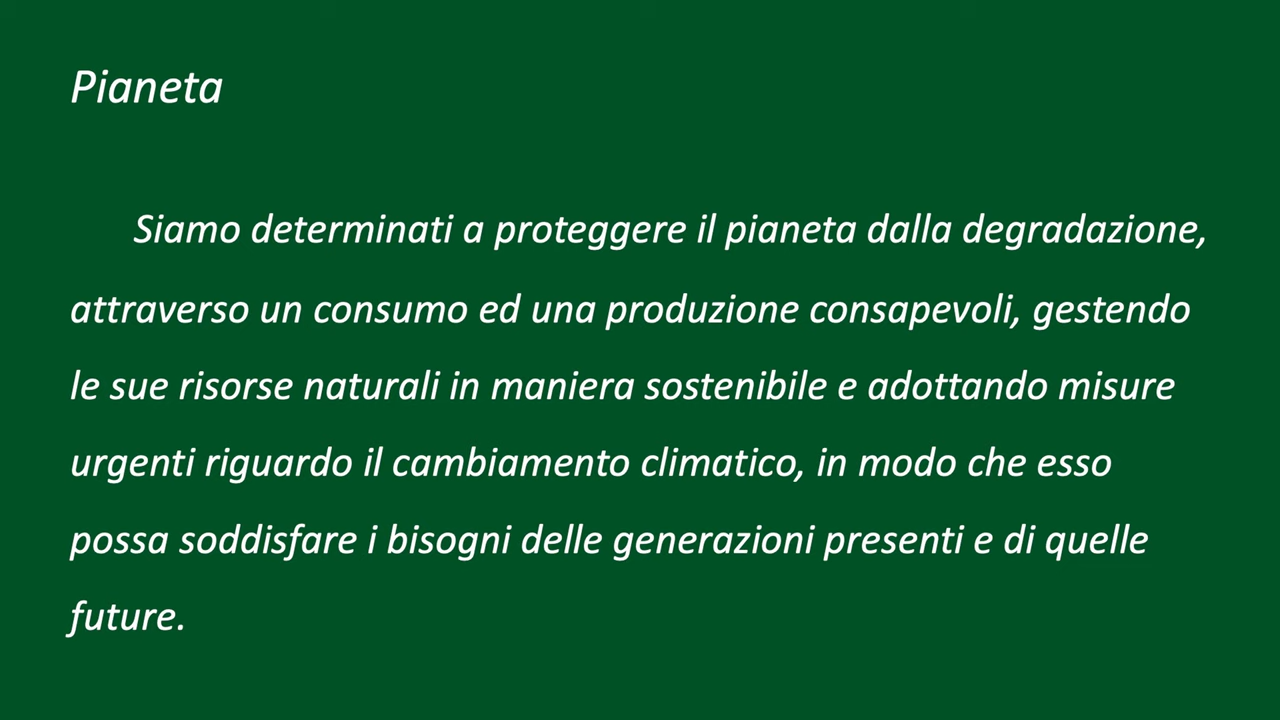 Pianeta
Siamo determinati a proteggere il pianeta dalla degradazione,
attraverso un consumo ed una produzione consapevoli, gestendo
le sue risorse naturali in maniera sostenibile e adottando misure
urgenti riguardo il cambiamento climatico, in modo che esso
possa soddisfare i bisogni delle generazioni presenti e di quelle
future.